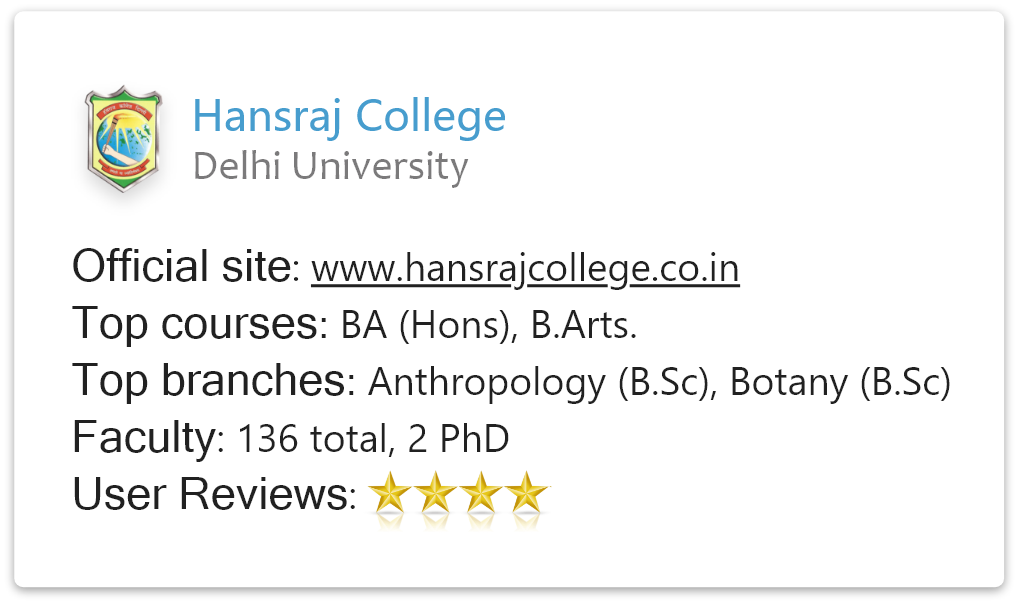 Hansraj College
Delhi University
Official site: www.hansrajcollege.co.in
Top courses: BA (Hons), B.Arts.
Top branches: Anthropology (B.Sc), Botany (B.Sc)
Faculty: 136 total, 2 PhD
User Reviews: